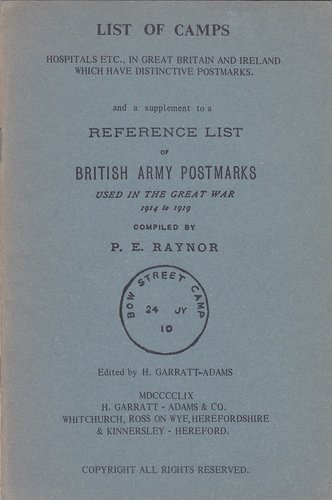 LIST OF CAMPS
HOSPITALS ETC., IN GREAT BRITAIN AND IRELAND
WHICH HAVE DISTINCTIVE POSTMARKS.
and a supplement to a
REFERENCE LIST
OF
BRITISH ARMY POSTMARKS
USED IN THE GREAT WAR
1914 to 1919
COMPILED BY
P. E. RAYNOR
BOW STREET CAMP
24 JY
10
Edited by H. GARRATT-ADAMS
MDCCCCLIX
H. GARRATT - ADAMS & CO.
WHITCHURCH, ROSS ON WYE, HEREFORDSHIRE
& KINNERSLEY - HEREFORD.
COPYRIGHT ALL RIGHTS RESERVED.